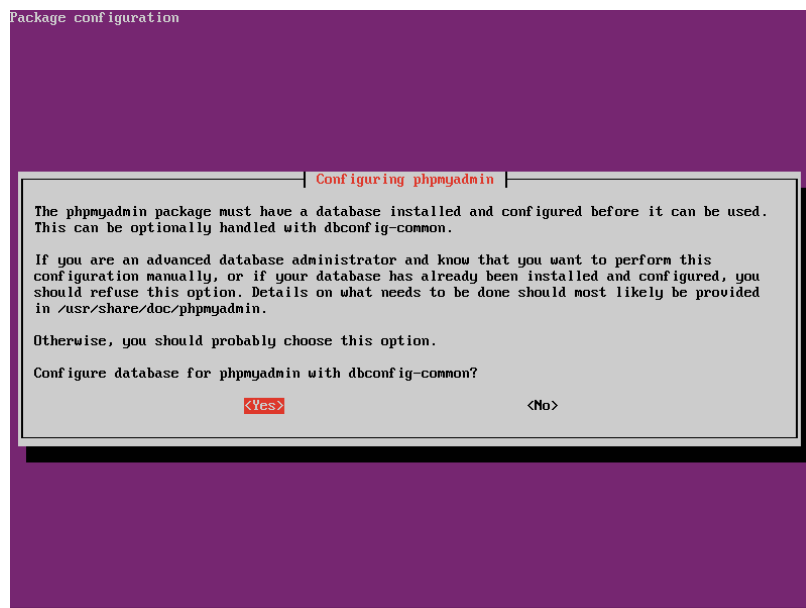 Package configuration
Configuring phpmyadmin
The phpmyadmin package must have a database installed and configured before it can be used.
This can be optionally handled with dbconfig-common.
If you are an advanced database administrator and know that you want to perform this
configuration manually, or if your database has already been installed and configured, you
should refuse this option. Details on what needs to be done should most likely be provided
in /usr/share/doc/phpmyadmin.
Otherwise, you should probably choose this option.
Configure database for phpmyadmin with dbconfig-common?
<Yes> <No>